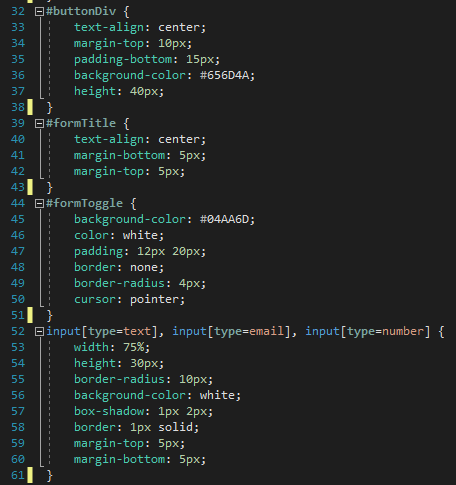 32 #buttonDiv {
33 text-align: center;
34 margin-top: 10px;
35 padding-bottom: 15px;
36 background-color: #656D4A;
37 height: 40px;
38 }
39 #formTitle {
40 text-align: center;
41 margin-bottom: 5px;
42 margin-top: 5px;
43 }
44 #formToggle {
45 background-color: #04AA6D;
46 color: white;
47 padding: 12px 20px;
48 border: none;
49 border-radius: 4px;
50 cursor: pointer;
51 }
52 input[type=text], input[type=email], input[type=number] {
53 width: 75%;
54 height: 30px;
55 border-radius: 10px;
56 background-color: white;
57 box-shadow: 1px 2px;
58 border: 1px solid;
59 margin-top: 5px;
60 margin-bottom: 5px;
61 }